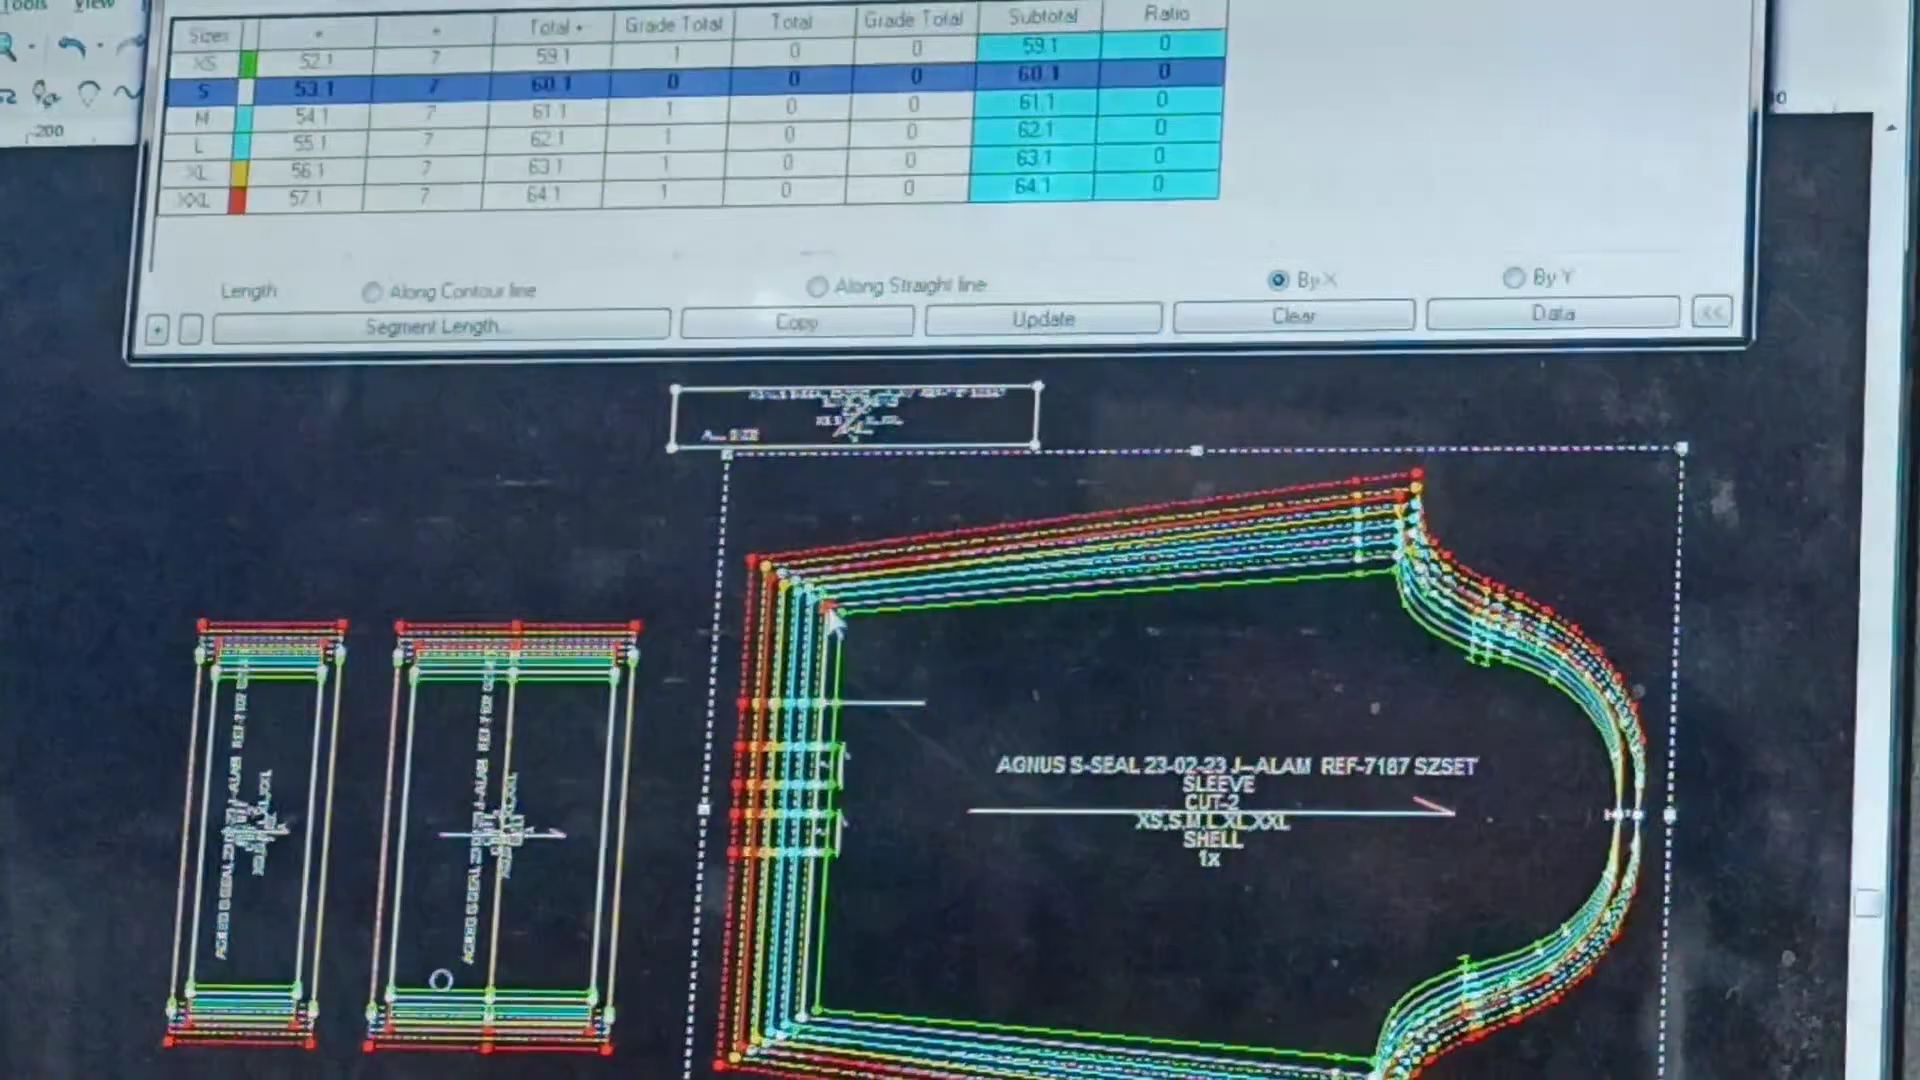 Tools View
Sizes + + Total + Grade Total Total Grade Total Subtotal Ratio
XS 52.1 7 59.1 1 0 0 59.1 0
S 53.1 7 60.1 0 0 0 60.1 0
M 54.1 7 61.1 1 0 0 61.1 0
L 55.1 7 62.1 1 0 0 62.1 0
XL 56.1 7 63.1 1 0 0 63.1 0
XXL 57.1 7 64.1 1 0 0 64.1 0
-200
Length Along Contour line Along Straight line By X By Y
+ Segment Length... Copy Update Clear Data <<
AGNUS S-SEAL 23-02-23 J-ALAM REF-7187 SZSET
SLEEVE
CUT-2
XS,S,M,L,XL,XXL
SHELL
1x